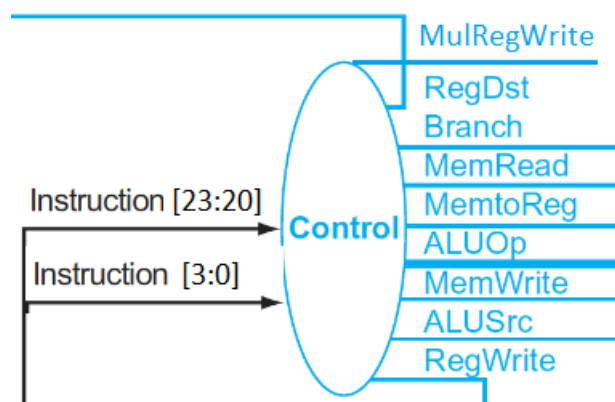 MulRegWrite
RegDst
Branch
MemRead
Instruction [23:20]
MemtoReg
Control
ALUOp
Instruction [3:0]
MemWrite
ALUSrc
RegWrite